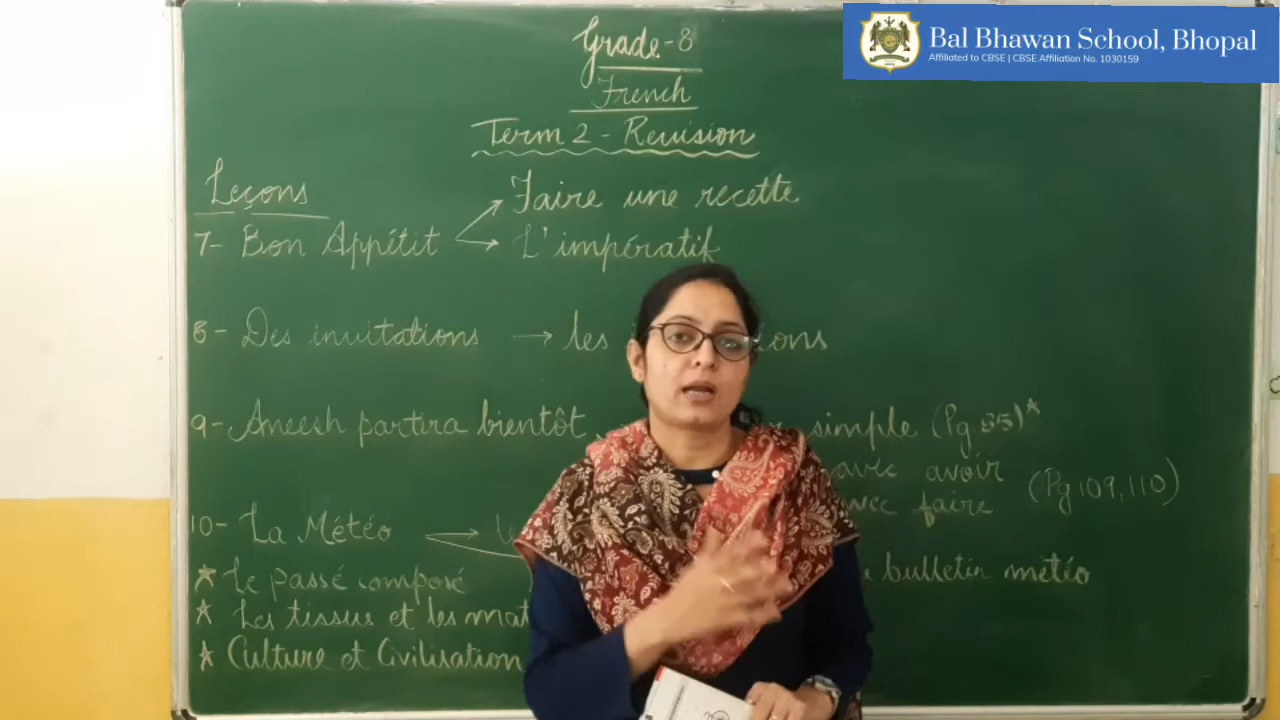 Grade-8
Bal Bhawan School, Bhopal
Affiliated to CBSE | CBSE Affiliation No. 1030159
French
Term 2 - Revision
Leçons
Faire une recette
7- Bon Appétit
L'impératif
8- Des invitations → les
9- Aneesh partira bientôt simple (Pg 85)*
avec avoir
avec faire (Pg 109,110)
10- La Météo
bulletin météo
* Le passé composé
* Les tissus et les
* Culture et Civilisation